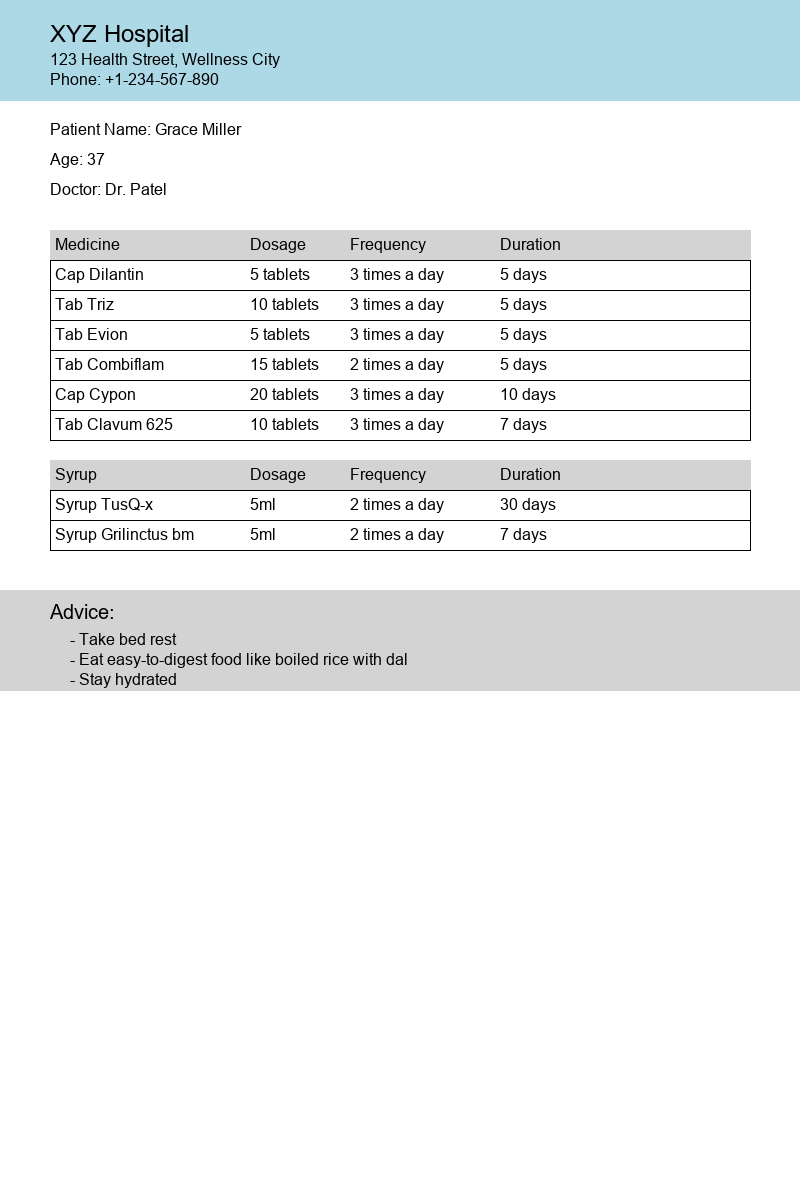 XYZ Hospital
123 Health Street, Wellness City
Phone: +1-234-567-890
Patient Name: Grace Miller
Age: 37
Doctor: Dr. Patel
Medicine Dosage Frequency Duration
Cap Dilantin 5 tablets 3 times a day 5 days
Tab Triz 10 tablets 3 times a day 5 days
Tab Evion 5 tablets 3 times a day 5 days
Tab Combiflam 15 tablets 2 times a day 5 days
Cap Cypon 20 tablets 3 times a day 10 days
Tab Clavum 625 10 tablets 3 times a day 7 days
Syrup Dosage Frequency Duration
Syrup TusQ-x 5ml 2 times a day 30 days
Syrup Grilinctus bm 5ml 2 times a day 7 days
Advice:
- Take bed rest
- Eat easy-to-digest food like boiled rice with dal
- Stay hydrated